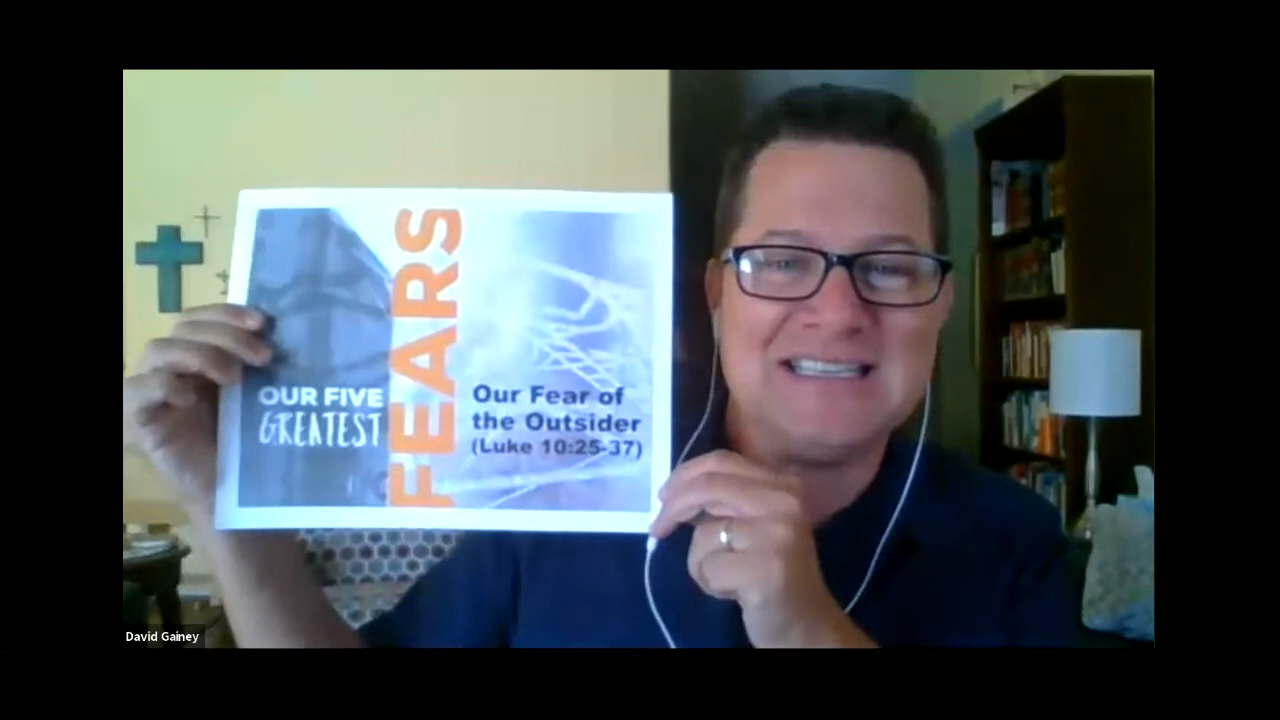 OUR FIVE
GREATEST
FEARS
Our Fear of
the Outsider
(Luke 10:25-37)
David Gainey